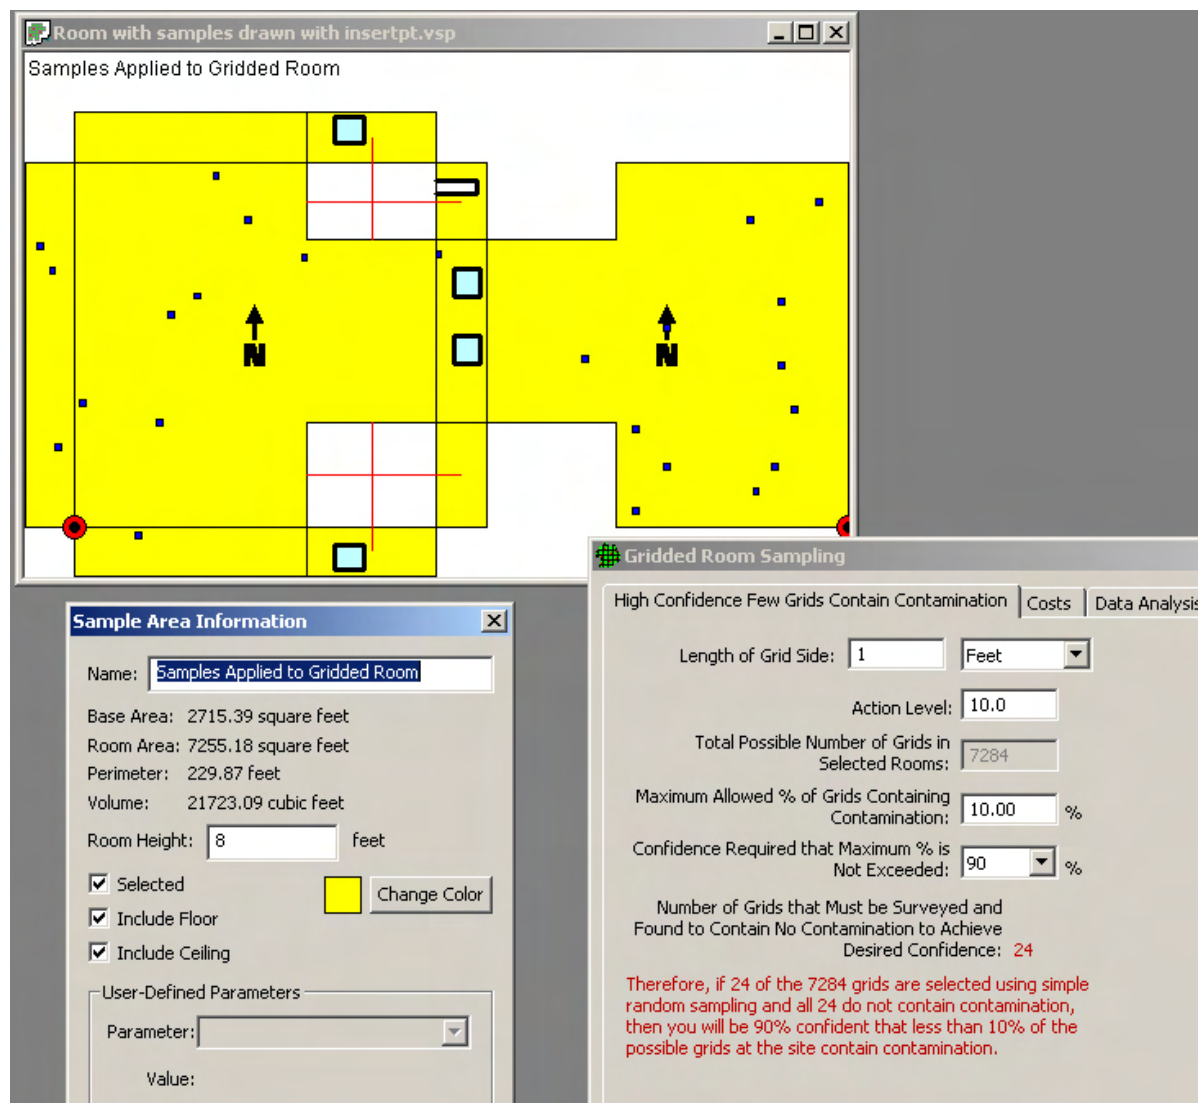 Room with samples drawn with insertpt.vsp
Samples Applied to Gridded Room
N
N
Sample Area Information
Name: Samples Applied to Gridded Room
Base Area: 2715.39 square feet
Room Area: 7255.18 square feet
Perimeter: 229.87 feet
Volume: 21723.09 cubic feet
Room Height: 8 feet
Selected
Change Color
Include Floor
Include Ceiling
User-Defined Parameters
Parameter:
Value:
Gridded Room Sampling
High Confidence Few Grids Contain Contamination Costs Data Analysis
Length of Grid Side: 1 Feet
Action Level: 10.0
Total Possible Number of Grids in
Selected Rooms: 7284
Maximum Allowed % of Grids Containing
Contamination: 10.00 %
Confidence Required that Maximum % is
Not Exceeded: 90 %
Number of Grids that Must be Surveyed and
Found to Contain No Contamination to Achieve
Desired Confidence: 24
Therefore, if 24 of the 7284 grids are selected using simple
random sampling and all 24 do not contain contamination,
then you will be 90% confident that less than 10% of the
possible grids at the site contain contamination.